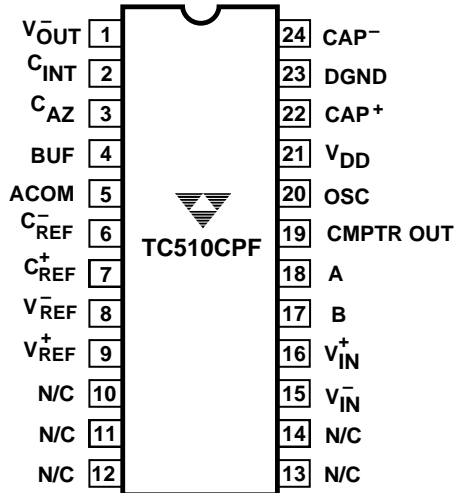 V-OUT 1 24 CAP-
CINT 2 23 DGND
CAZ 3 22 CAP+
BUF 4 21 VDD
ACOM 5 20 OSC
C-REF 6 19 CMPTR OUT
TC510CPF
C+REF 7 18 A
V-REF 8 17 B
V+REF 9 16 V+IN
N/C 10 15 V-IN
N/C 11 14 N/C
N/C 12 13 N/C